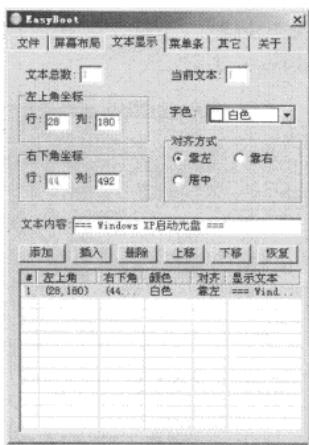 EasyBoot
文件 屏幕布局 文本显示 菜单条 其它 关于
文本总数: 1 当前文本: 1
左上角坐标
行: 28 列: 180
字色: 白色
对齐方式
靠左 靠右
居中
右下角坐标
行: 44 列: 492
文本内容: === Windows XP启动光盘 ===
添加 插入 删除 上移 下移 恢复
# 左上角 右下角 颜色 对齐 显示文本
1 (28,180) (44... 白色 靠左 === Wind...